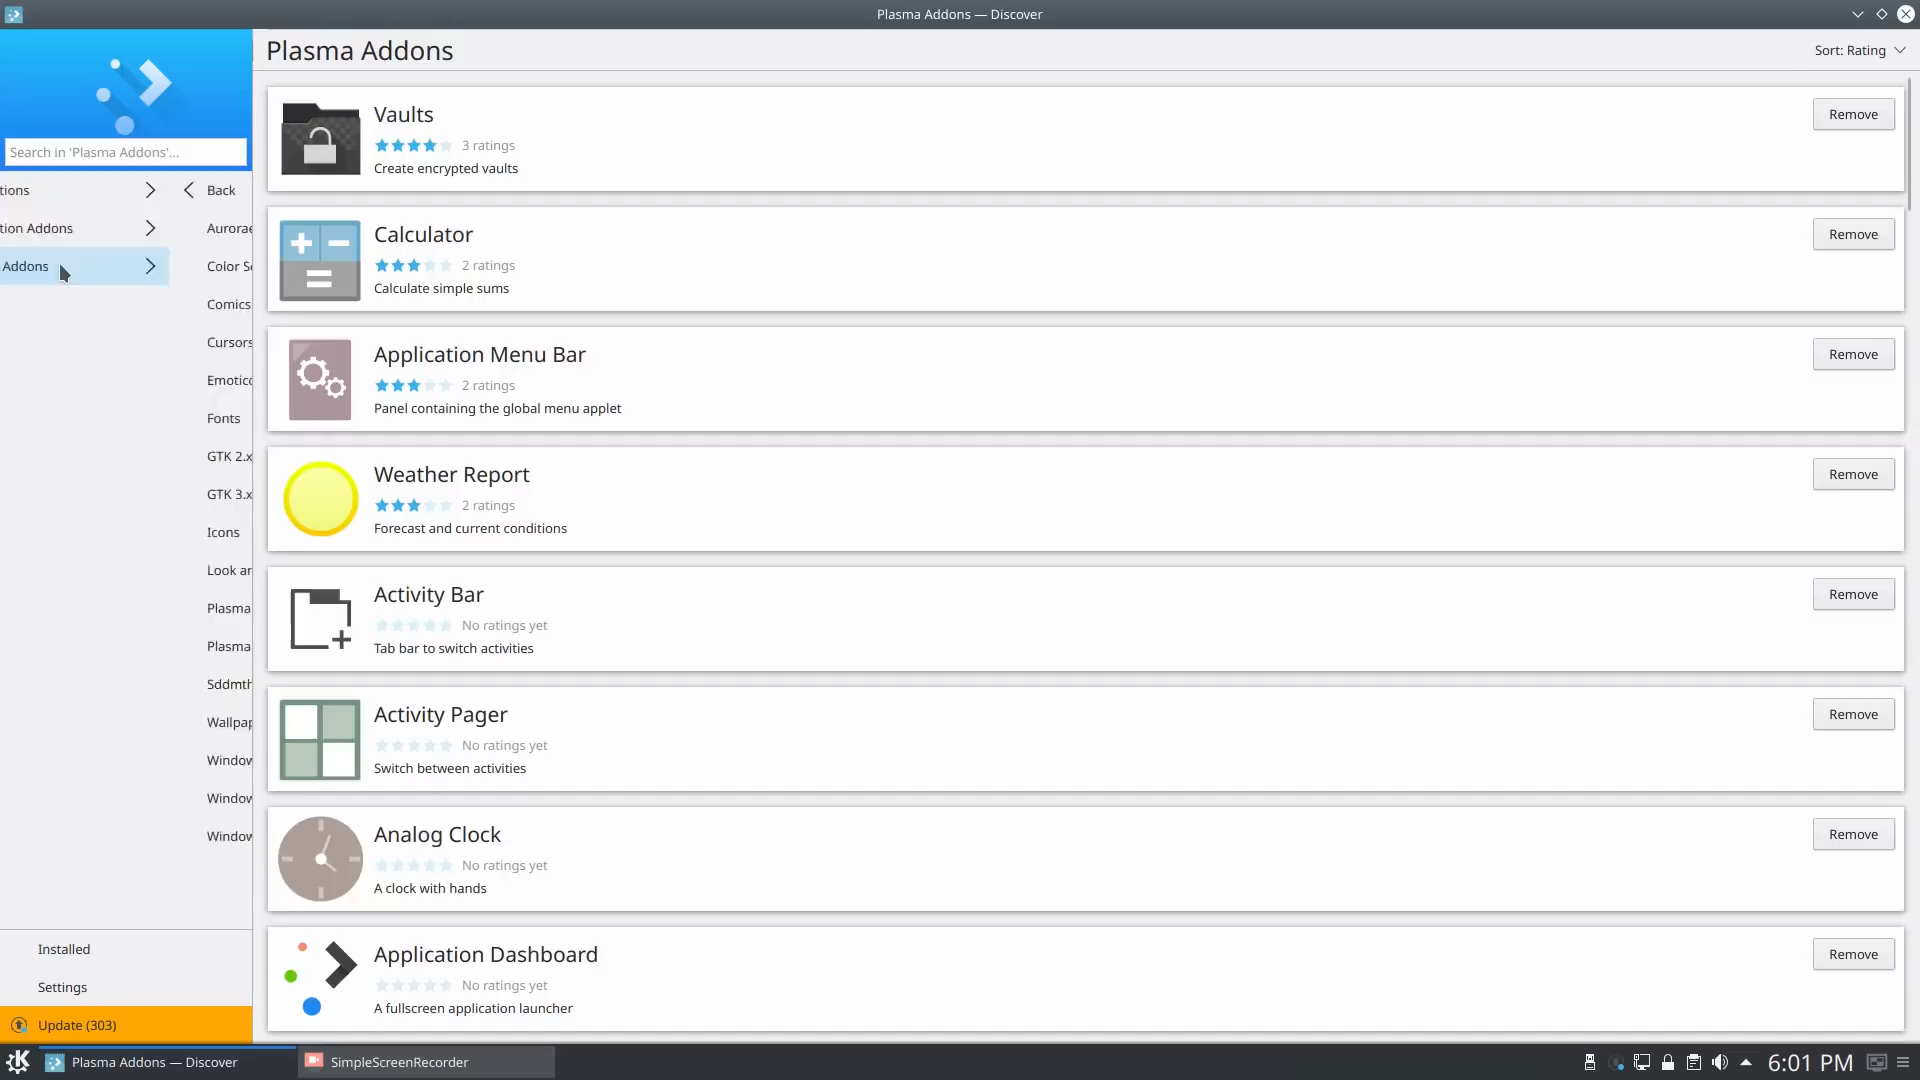 Plasma Addons — Discover
Plasma Addons
Sort: Rating
Search in 'Plasma Addons'...
tions
Back
tion Addons
Aurorae
Addons
Color S
Comics
Cursors
Emotic
Fonts
GTK 2.x
GTK 3.x
Icons
Look ar
Plasma
Plasma
Sddmth
Wallpap
Window
Window
Window
Installed
Settings
Update (303)
Vaults
Remove
3 ratings
Create encrypted vaults
Calculator
Remove
2 ratings
Calculate simple sums
Application Menu Bar
Remove
2 ratings
Panel containing the global menu applet
Weather Report
Remove
2 ratings
Forecast and current conditions
Activity Bar
Remove
No ratings yet
Tab bar to switch activities
Activity Pager
Remove
No ratings yet
Switch between activities
Analog Clock
Remove
No ratings yet
A clock with hands
Application Dashboard
Remove
No ratings yet
A fullscreen application launcher
Plasma Addons — Discover
SimpleScreenRecorder
6:01 PM